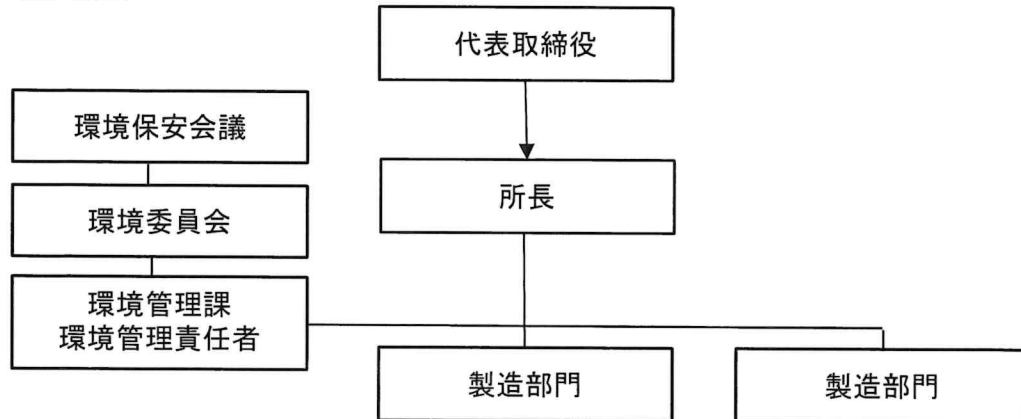 代表取締役
環境保安会議
所長
環境委員会
環境管理課
環境管理責任者
製造部門
製造部門